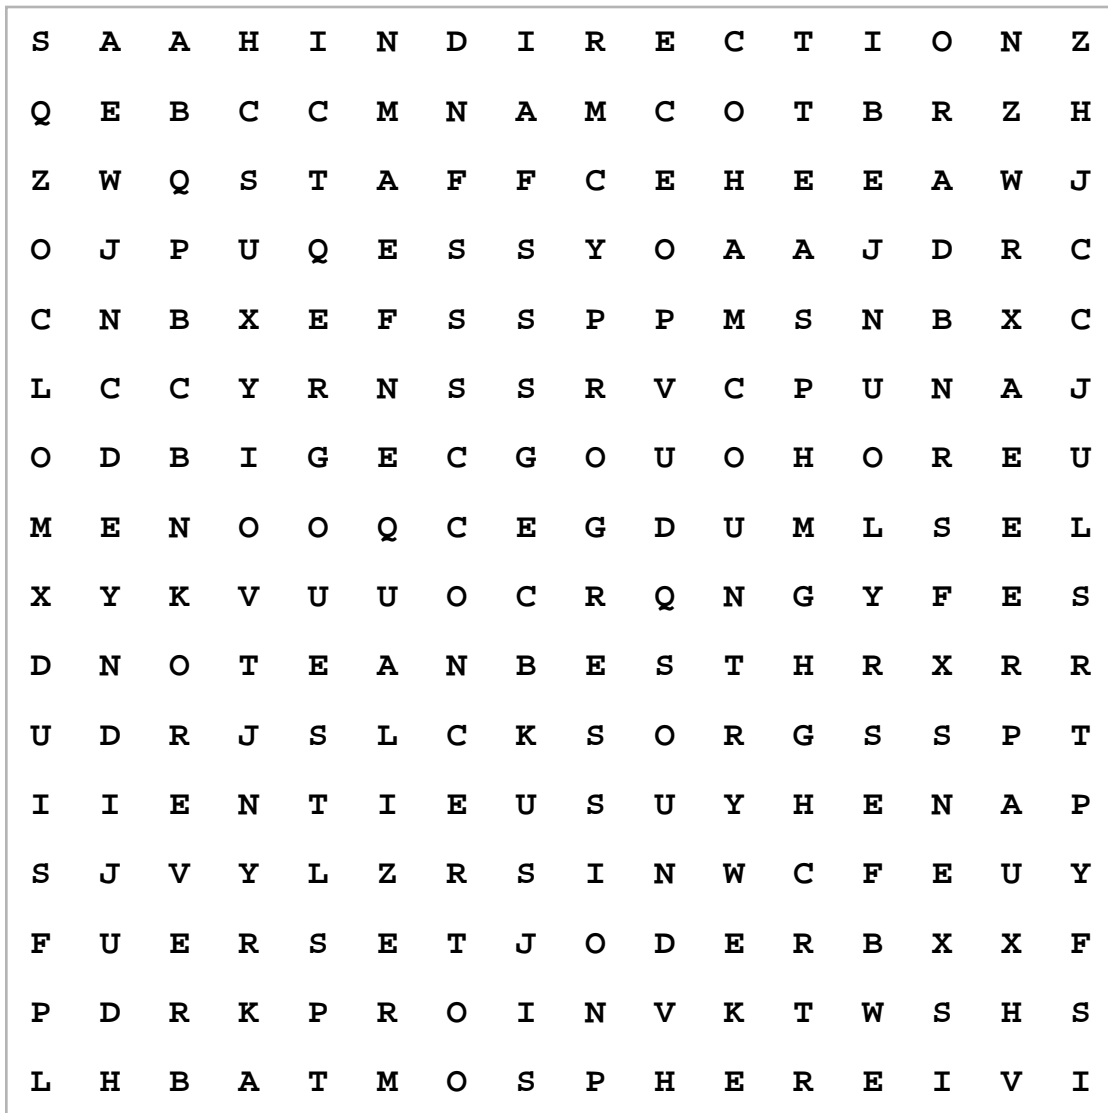 S A A H I N D I R E C T I O N Z
Q E B C C M N A M C O T B R Z H
Z W Q S T A F F C E H E E A W J
O J P U Q E S S Y O A A J D R C
C N B X E F S S P P M S N B X C
L C C Y R N S S R V C P U N A J
O D B I G E C G O U O H O R E U
M E N O O Q C E G D U M L S E L
X Y K V U U O C R Q N G Y F E S
D N O T E A N B E S T H R X R R
U D R J S L C K S O R G S S P T
I I E N T I E U S U Y H E N A P
S J V Y L Z R S I N W C F E U Y
F U E R S E T J O D E R B X X F
P D R K P R O I N V K T W S H S
L H B A T M O S P H E R E I V I